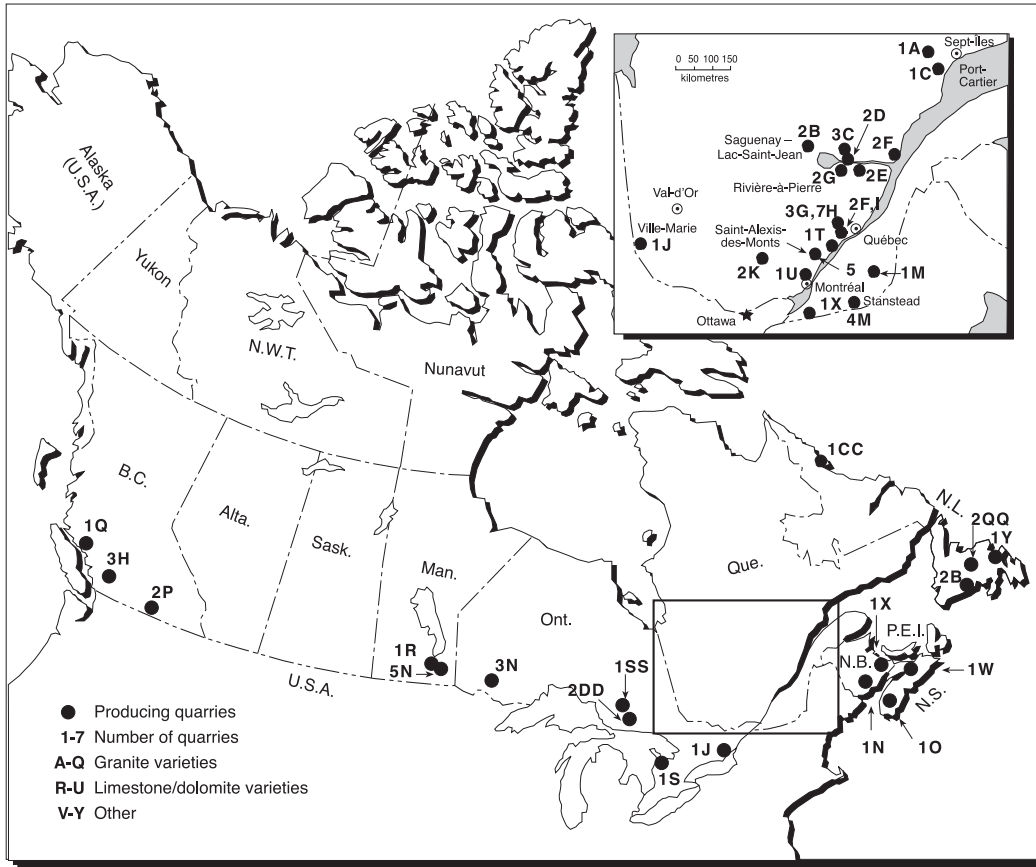 0 50 100 150
kilometres
Sept-Îles
1A
1C
Port-
Cartier
2D
2B
3C
2F
Saguenay –
Lac-Saint-Jean
2G
2E
Rivière-à-Pierre
Val-d'Or
3G,7H
2F,I
Ville-Marie
Saint-Alexis-
des-Monts
1T
Québec
1J
2K
5
1M
1U
Montréal
1X
Stanstead
Ottawa
4M
Alaska
(U.S.A.)
Yukon
N.W.T.
Nunavut
1CC
B.C.
N.L.
2QQ
1Y
1Q
Alta.
Sask.
Man.
Que.
3H
2B
2P
1X
Ont.
P.E.I.
1R
N.B.
5N
3N
1SS
1W
U.S.A.
2DD
N.S.
1N
1O
1J
1S
Producing quarries
1-7 Number of quarries
A-Q Granite varieties
R-U Limestone/dolomite varieties
V-Y Other